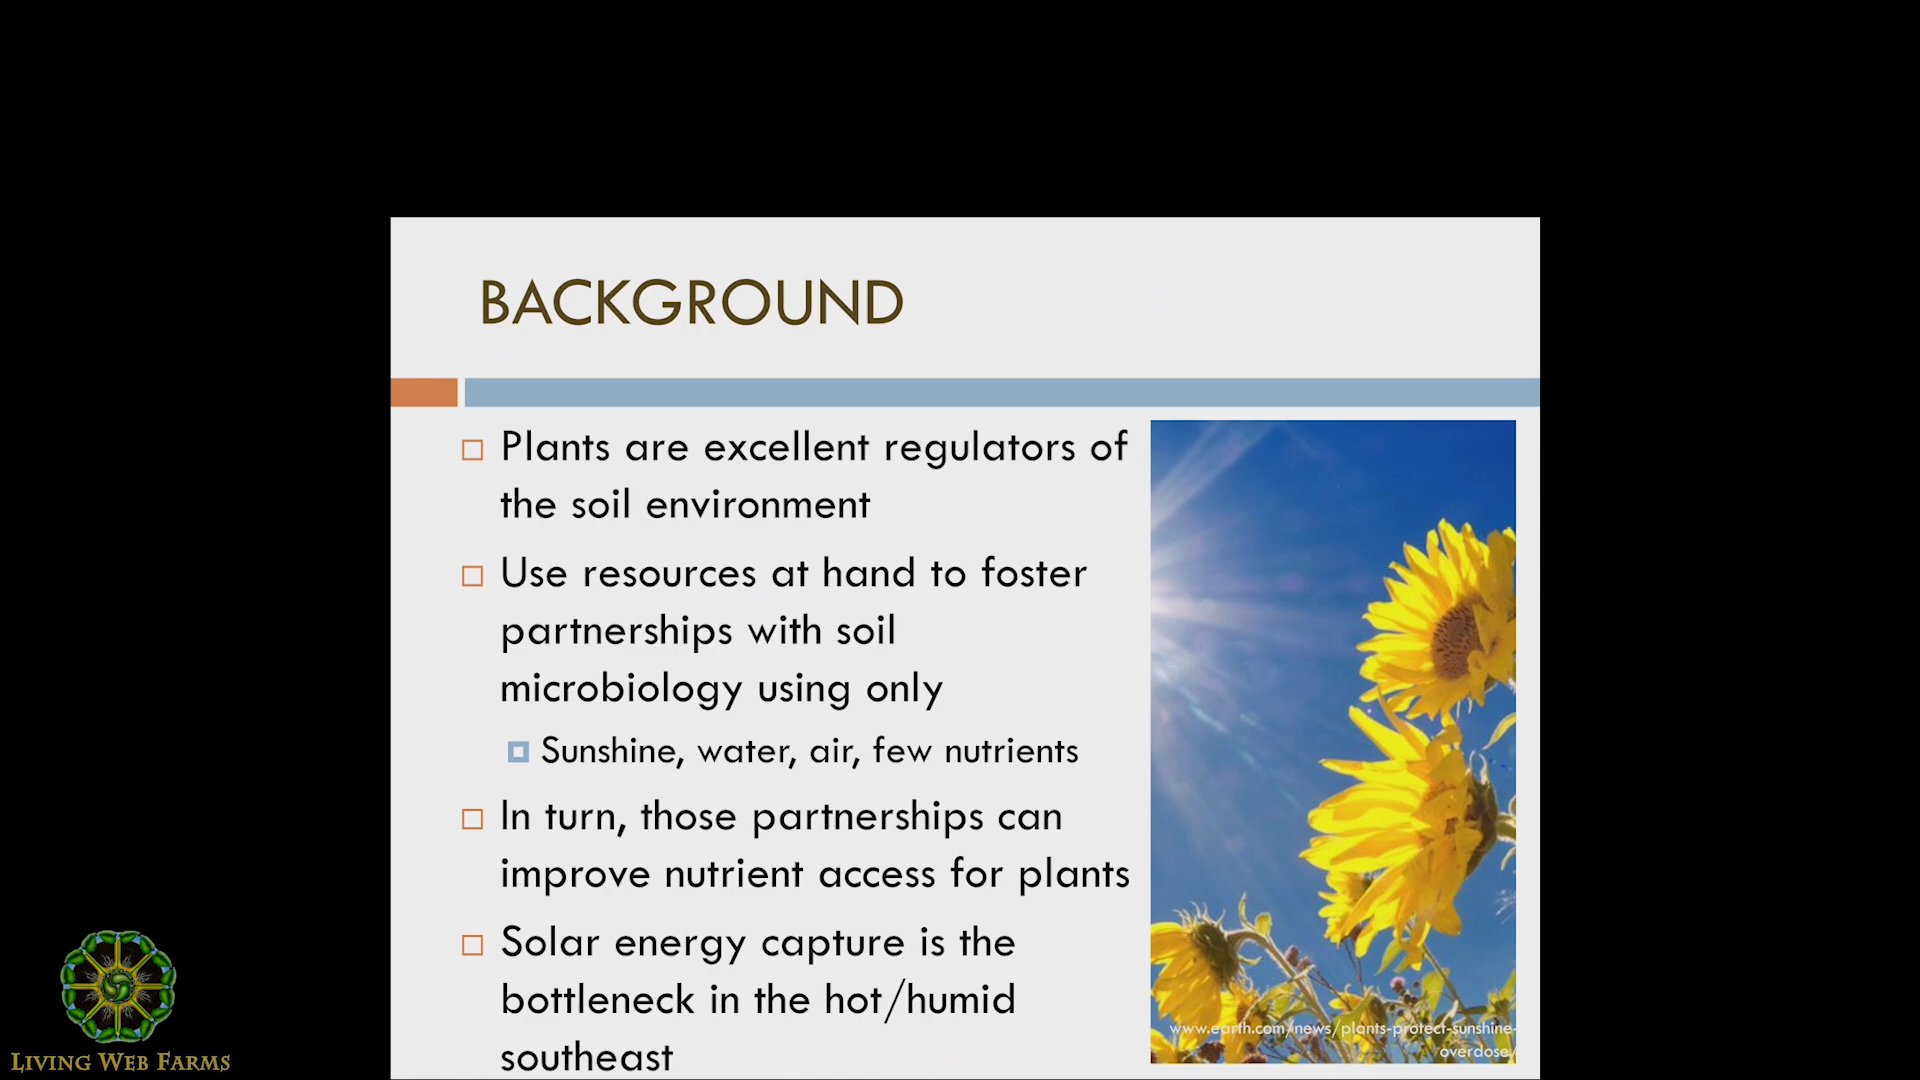 BACKGROUND
Plants are excellent regulators of
the soil environment
Use resources at hand to foster
partnerships with soil
microbiology using only
Sunshine, water, air, few nutrients
In turn, those partnerships can
improve nutrient access for plants
Solar energy capture is the
bottleneck in the hot/humid
southeast
www.earth.com/news/plants-protect-sunshine-
overdose/
LIVING WEB FARMS